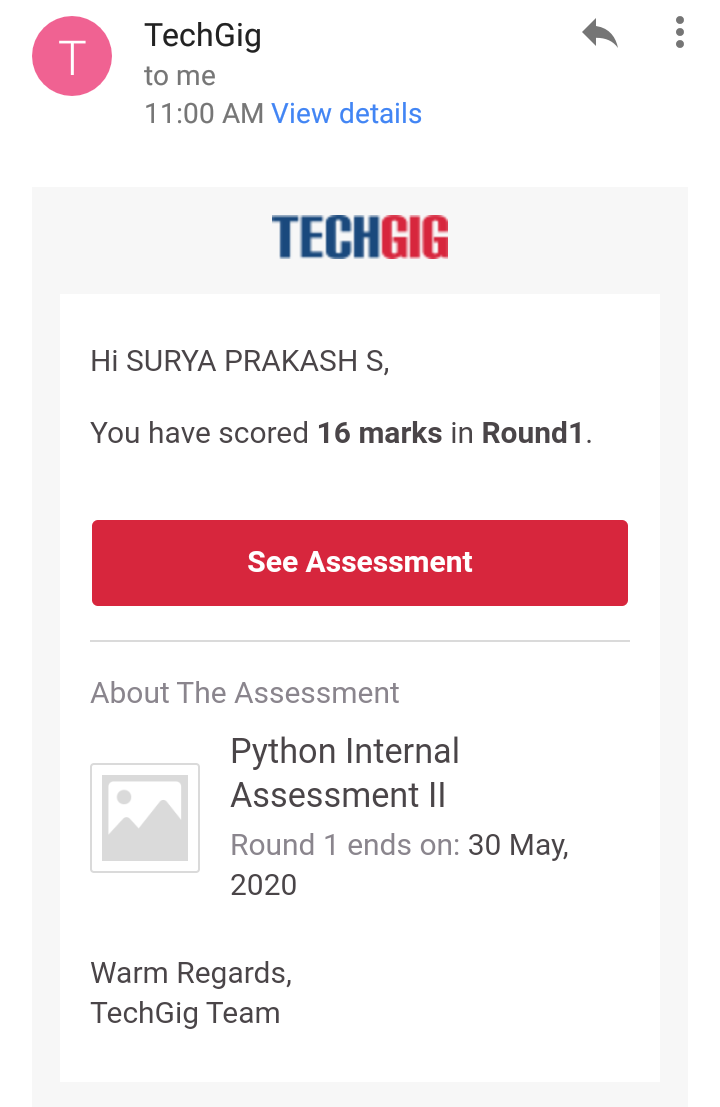 T
TechGig
to me
11:00 AM View details
TECHGIG
Hi SURYA PRAKASH S,
You have scored 16 marks in Round1.
See Assessment
About The Assessment
Python Internal
Assessment II
Round 1 ends on: 30 May,
2020
Warm Regards,
TechGig Team